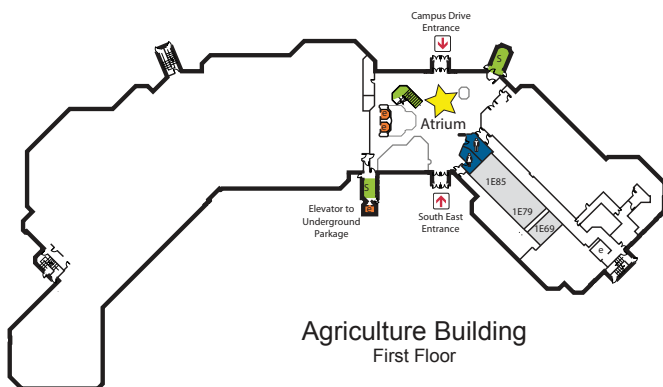 Campus Drive
Entrance
S
e
e
Atrium
1E85
S
1E79
1E69
e
e
Elevator to
Underground
Parkage
South East
Entrance
Agriculture Building
First Floor